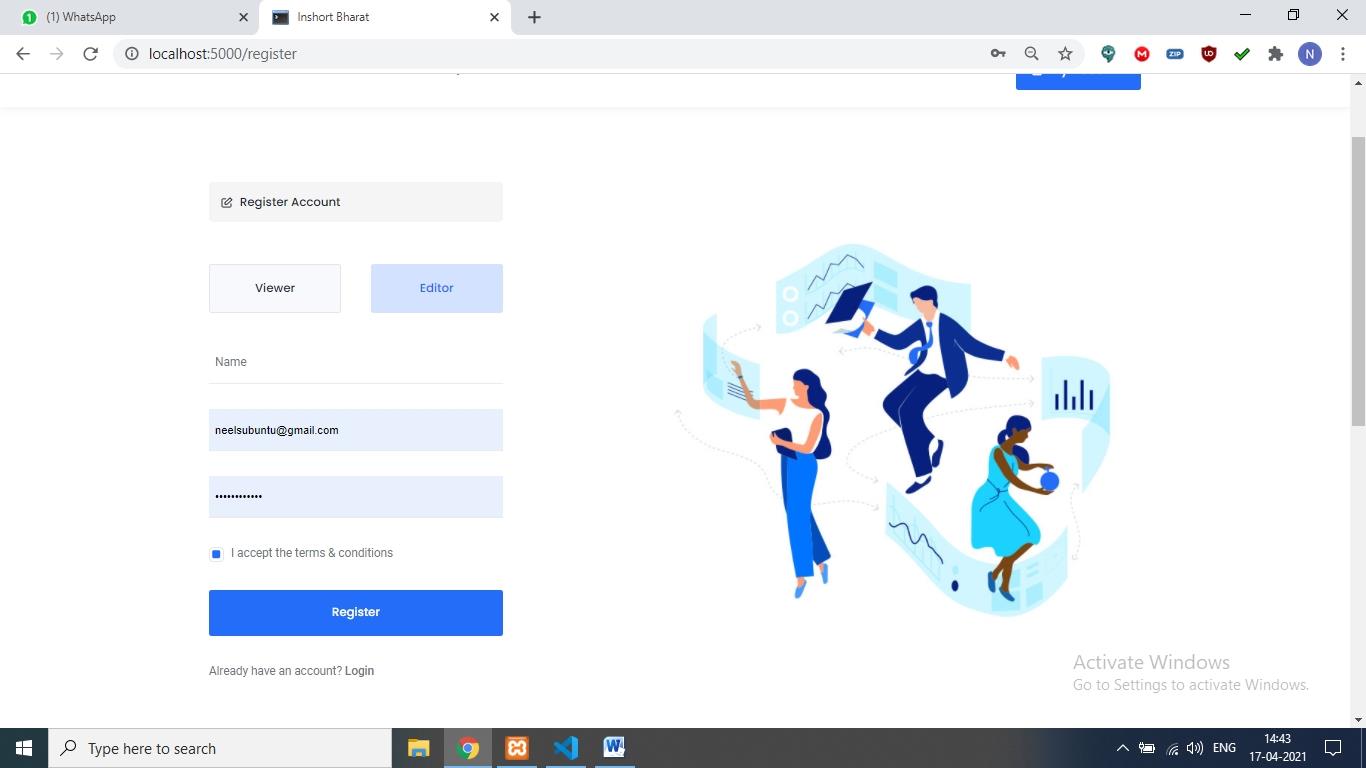 (1) WhatsApp
Inshort Bharat
localhost:5000/register
N
Register Account
Viewer
Editor
Name
neelsubuntu@gmail.com
••••••••••••
I accept the terms & conditions
Register
Already have an account? Login
Activate Windows
Go to Settings to activate Windows.
Type here to search
ENG
14:43
17-04-2021